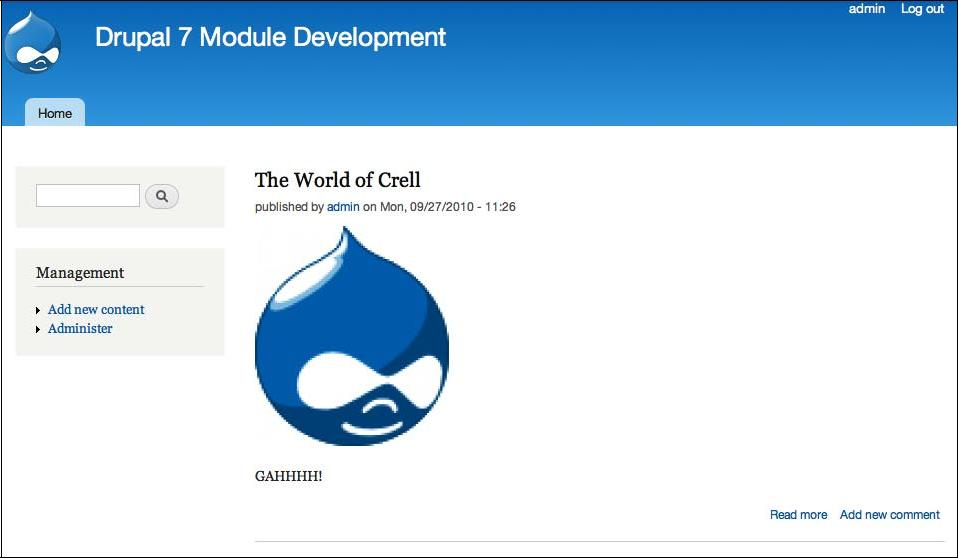 admin Log out
Drupal 7 Module Development
Home
The World of Crell
published by admin on Mon, 09/27/2010 - 11:26
Management
Add new content
Administer
GAHHHH!
Read more Add new comment